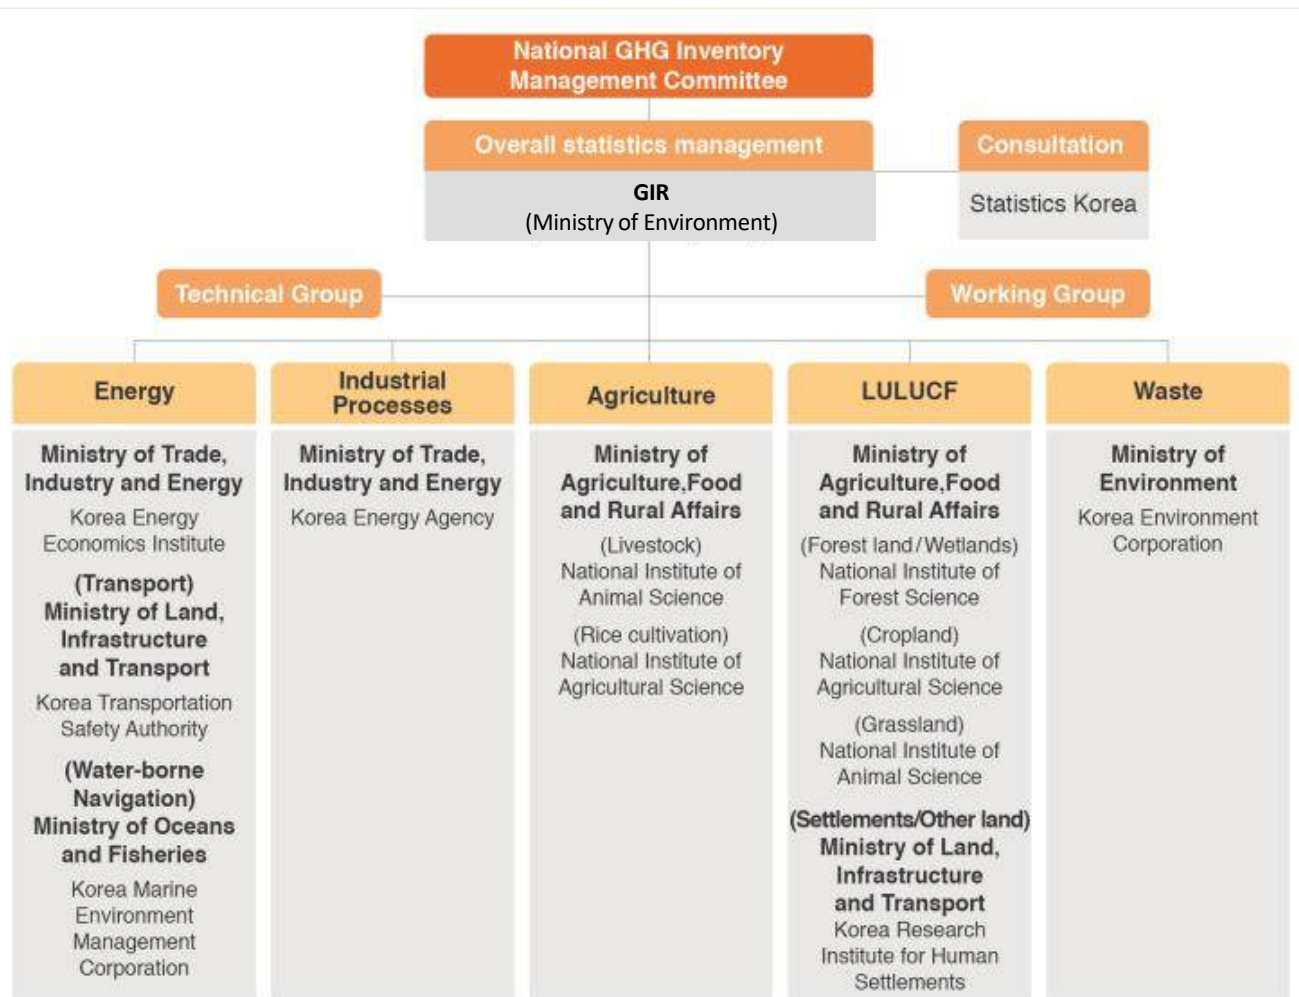 National GHG Inventory
Management Committee
Overall statistics management
GIR
(Ministry of Environment)
Consultation
Statistics Korea
Technical Group
Working Group
Energy
Ministry of Trade,
Industry and Energy
Korea Energy
Economics Institute
(Transport)
Ministry of Land,
Infrastructure
and Transport
Korea Transportation
Safety Authority
(Water-borne
Navigation)
Ministry of Oceans
and Fisheries
Korea Marine
Environment
Management
Corporation
Industrial
Processes
Ministry of Trade,
Industry and Energy
Korea Energy Agency
Agriculture
Ministry of
Agriculture,Food
and Rural Affairs
(Livestock)
National Institute of
Animal Science
(Rice cultivation)
National Institute of
Agricultural Science
LULUCF
Ministry of
Agriculture,Food
and Rural Affairs
(Forest land/Wetlands)
National Institute of
Forest Science
(Cropland)
National Institute of
Agricultural Science
(Grassland)
National Institute of
Animal Science
(Settlements/Other land)
Ministry of Land,
Infrastructure
and Transport
Korea Research
Institute for Human
Settlements
Waste
Ministry of
Environment
Korea Environment
Corporation